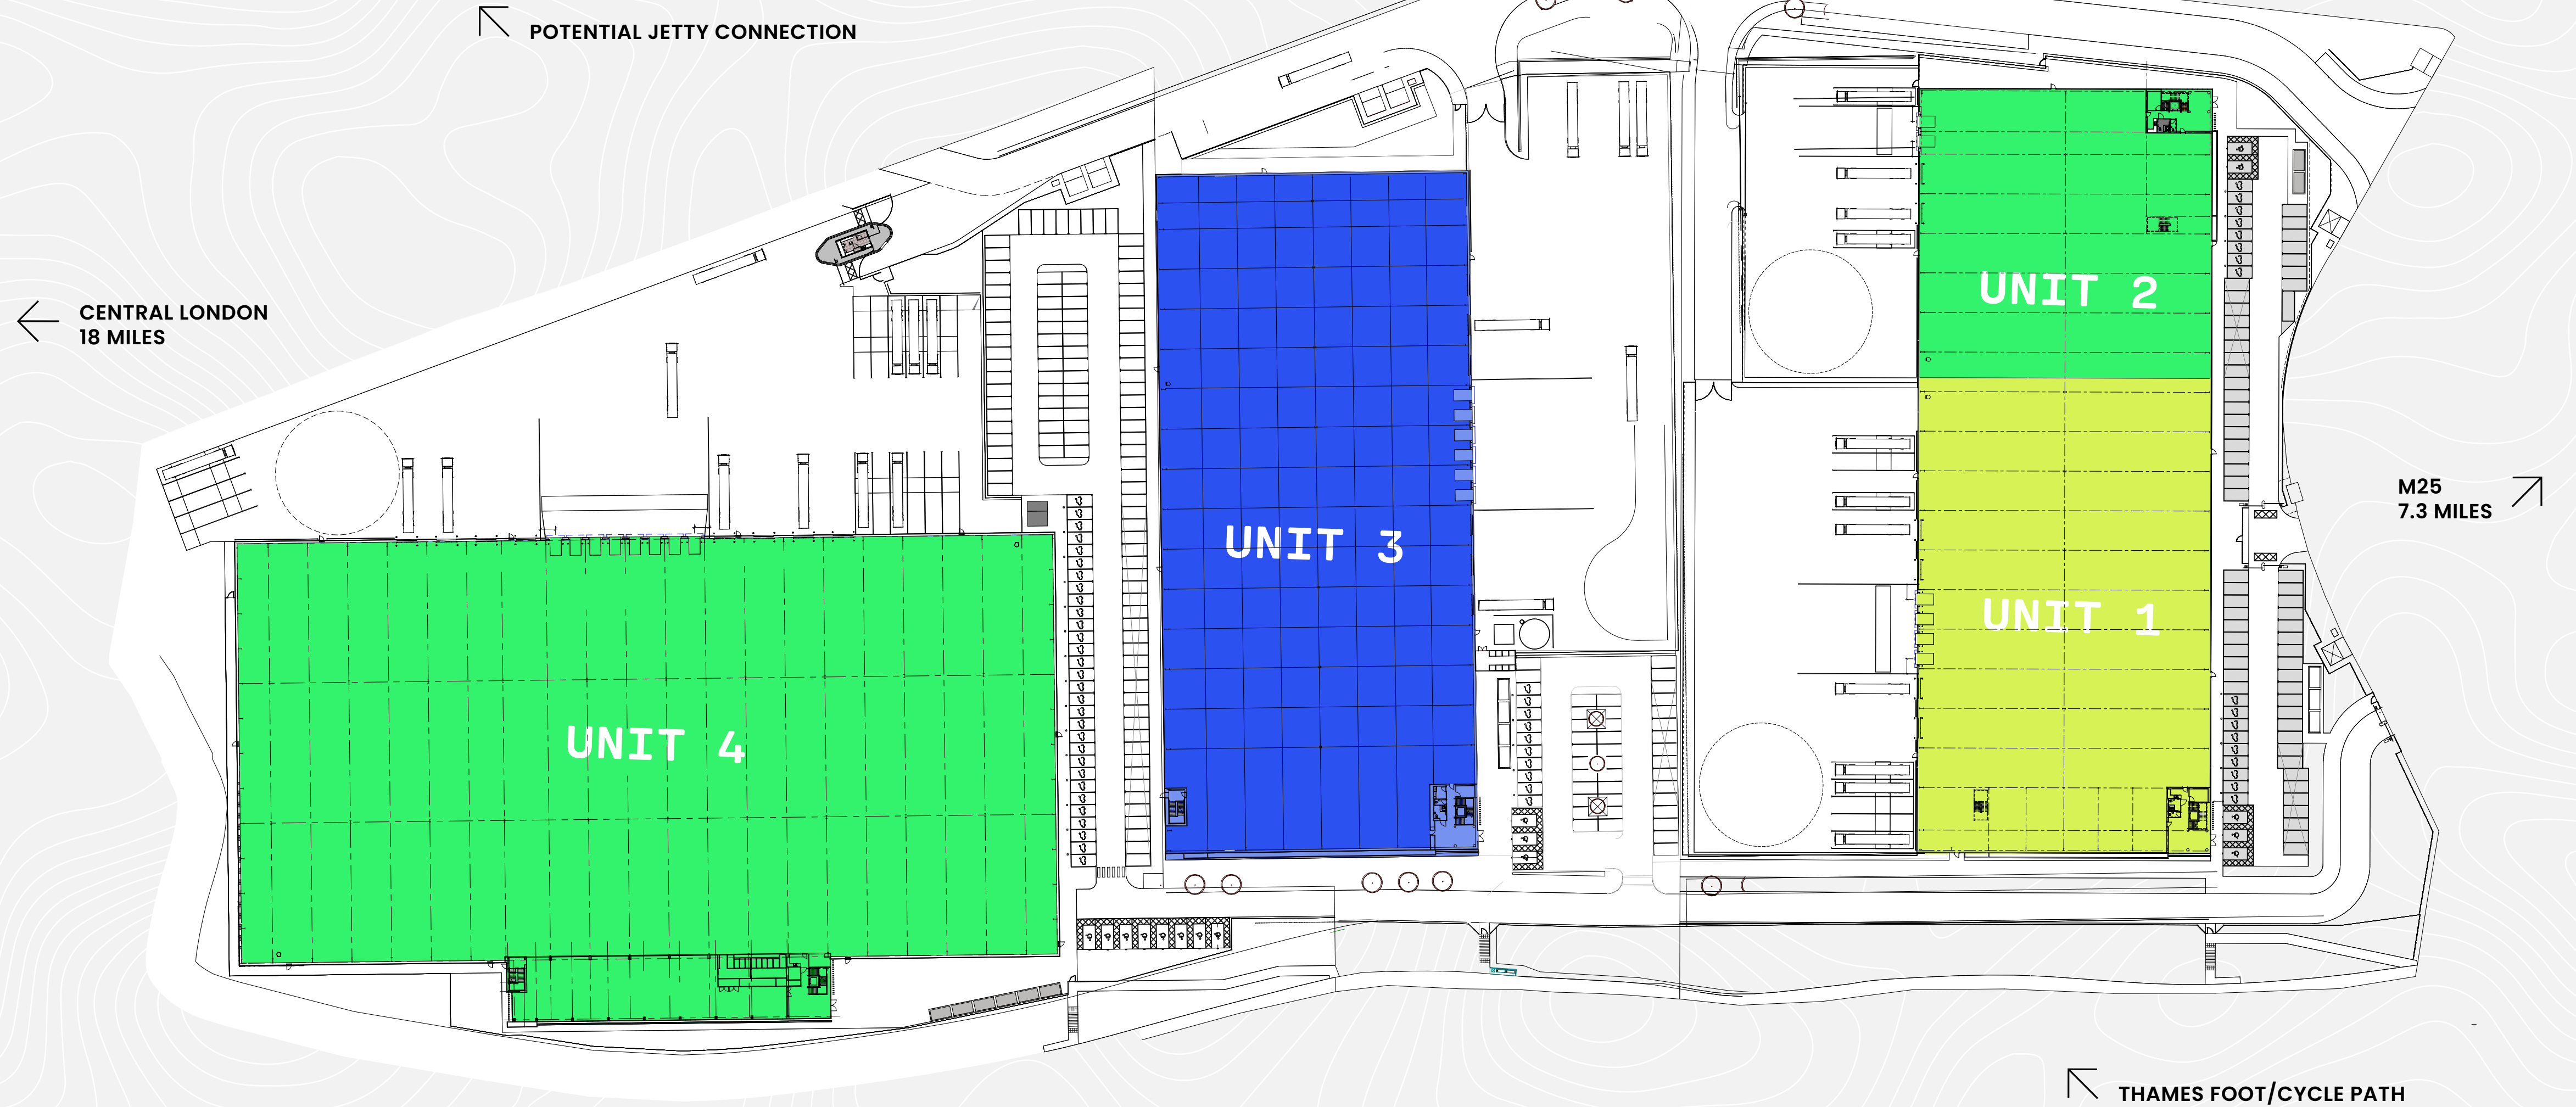 POTENTIAL JETTY CONNECTION
CENTRAL LONDON
18 MILES
UNIT 2
M25
7.3 MILES
UNIT 3
UNIT 1
UNIT 4
THAMES FOOT/CYCLE PATH